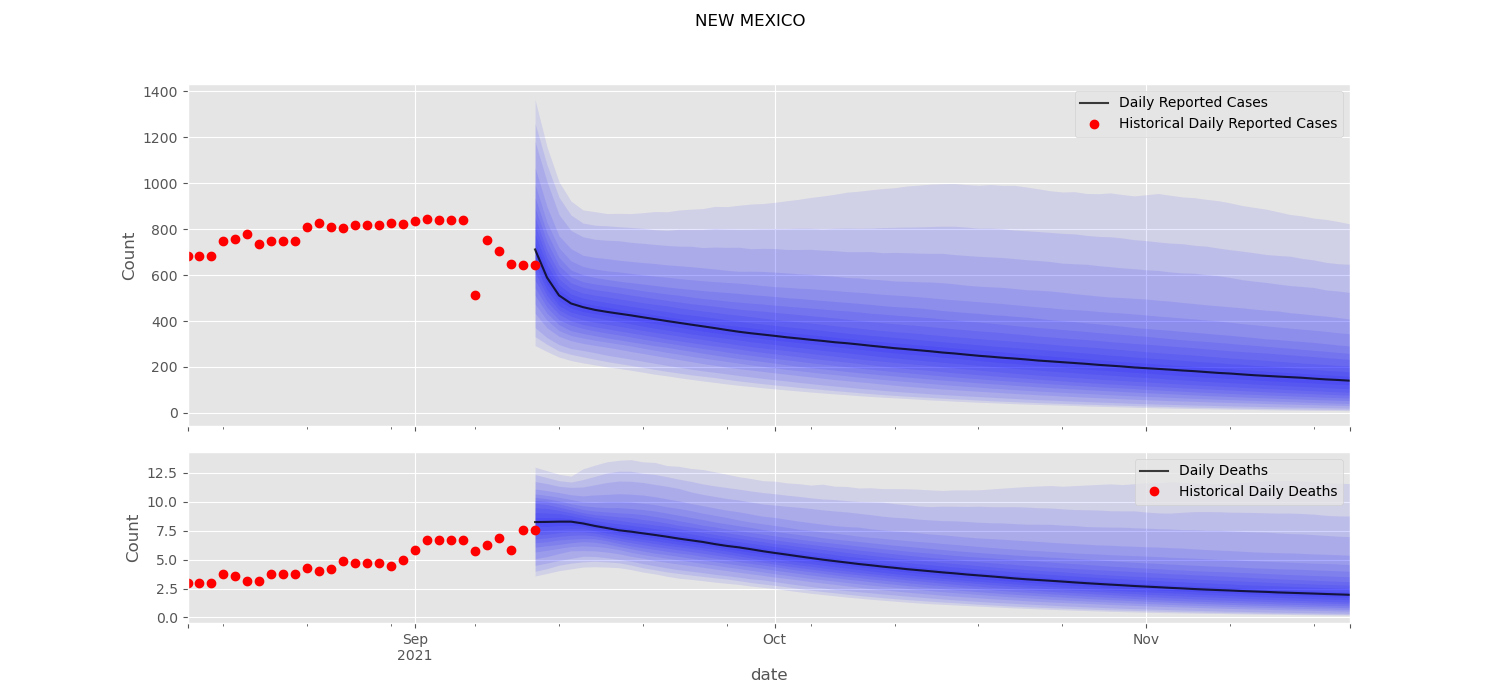 NEW MEXICO
1400
1200
1000
800
600
400
200
0
Count
Daily Reported Cases
Historical Daily Reported Cases
12.5
10.0
7.5
5.0
2.5
0.0
Count
Daily Deaths
Historical Daily Deaths
Sep
2021
Oct
Nov
date